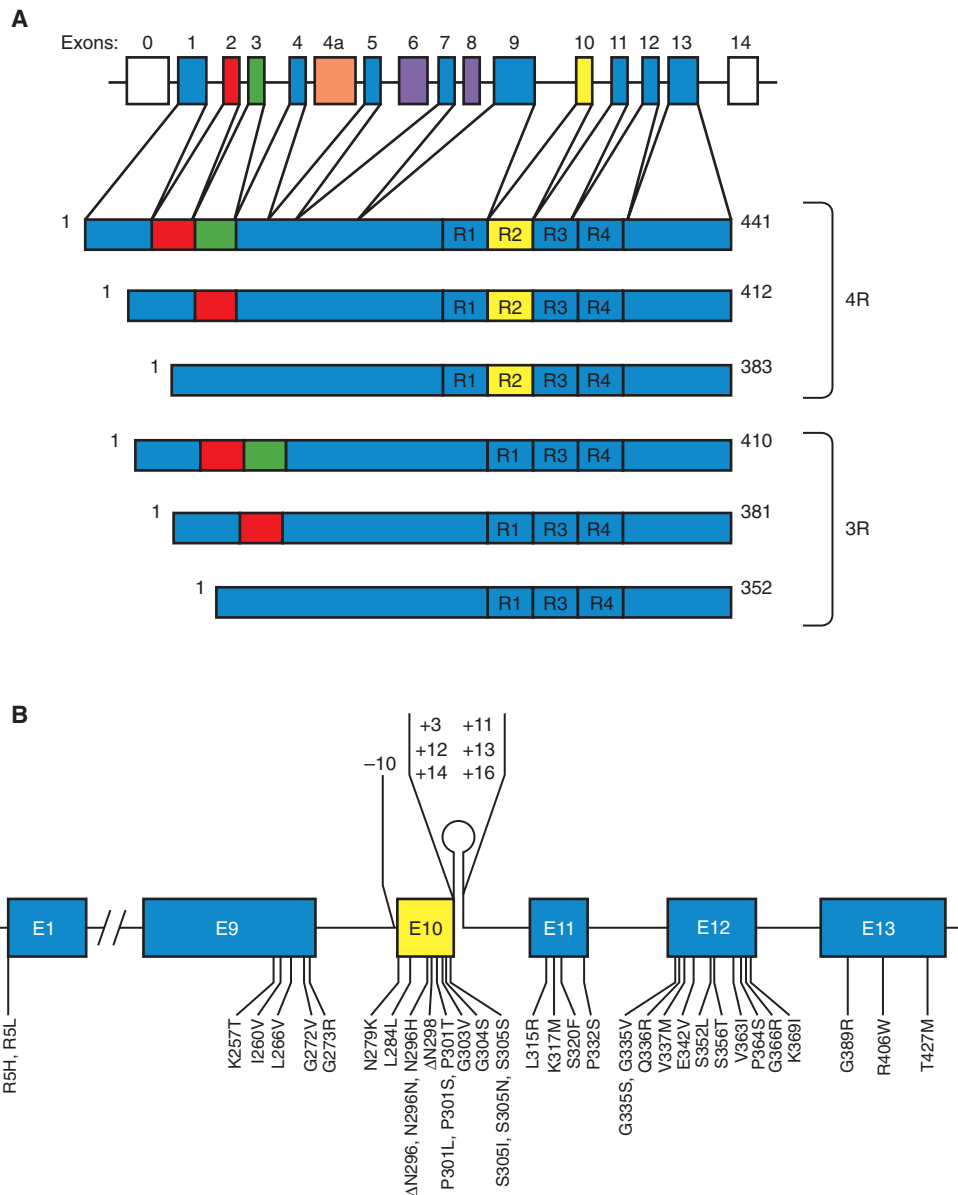 A
Exons: 0 1 2 3 4 4a 5 6 7 8 9 10 11 12 13 14
1 R1 R2 R3 R4 441
1 R1 R2 R3 R4 412
1 R1 R2 R3 R4 383
4R
1 R1 R3 R4 410
1 R1 R3 R4 381
1 R1 R3 R4 352
3R
B
+3 +11
+12 +13
+14 +16
–10
E1 E9 E10 E11 E12 E13
R5H, R5L
K257T
I260V
L266V
G272V
G273R
N279K
L284L
ΔN296, N296N, N296H
ΔN298
P301L, P301S, P301T
G303V
G304S
S305I, S305N, S305S
L315R
K317M
S320F
P332S
G335S, G335V
Q336R
V337M
E342V
S352L
S356T
V363I
P364S
G366R
K369I
G389R
R406W
T427M